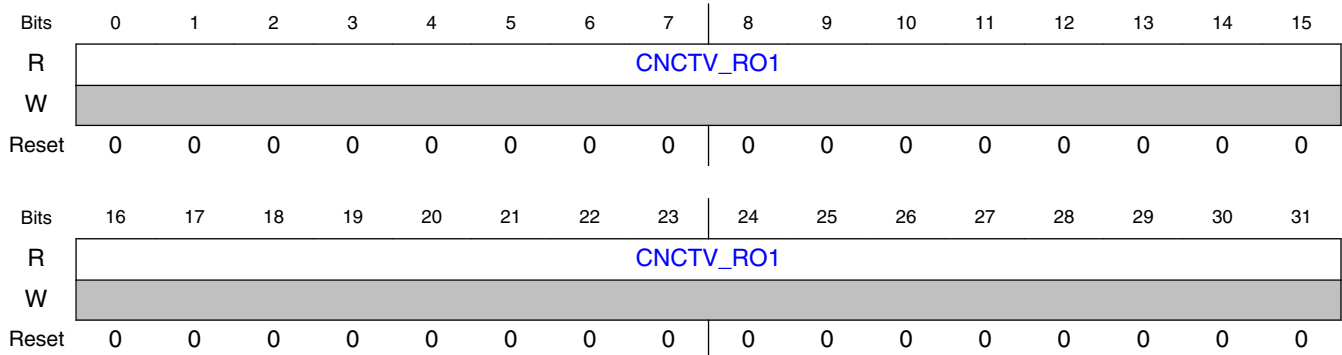 Bits 0 1 2 3 4 5 6 7 8 9 10 11 12 13 14 15
R CNCTV_RO1
W
Reset 0 0 0 0 0 0 0 0 0 0 0 0 0 0 0 0
Bits 16 17 18 19 20 21 22 23 24 25 26 27 28 29 30 31
R CNCTV_RO1
W
Reset 0 0 0 0 0 0 0 0 0 0 0 0 0 0 0 0